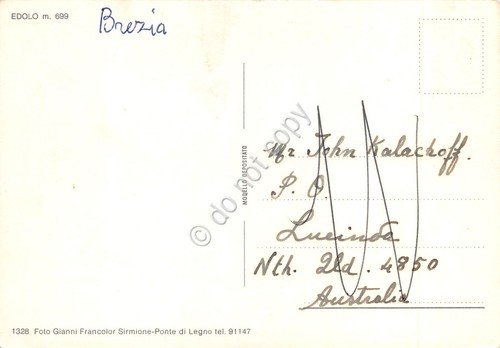 EDOLO m. 699
Brezia
MODELLO DEPOSITATO
© do not copy
Mr John Kalackoff.
P. O.
Lucinda
Nth. Qld. 4850
Australia
1328 Foto Gianni Francolor Sirmione-Ponte di Legno tel. 91147